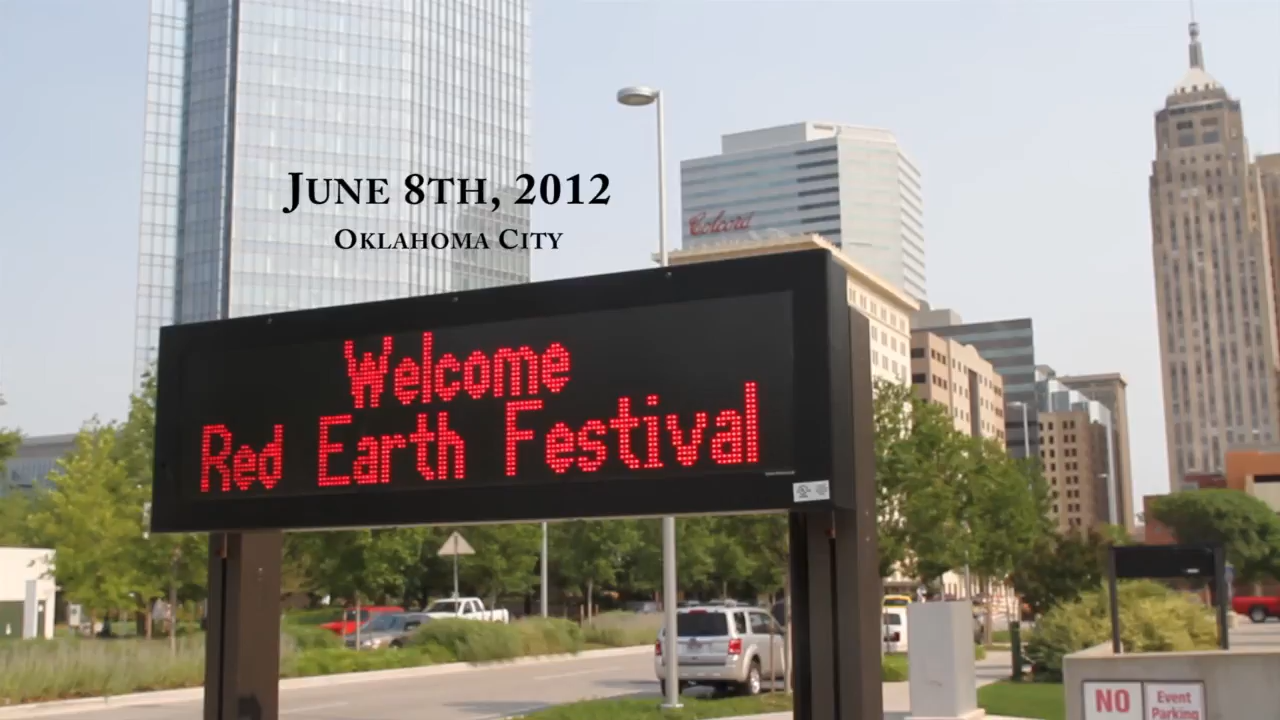 June 8th, 2012
Oklahoma City
Colcord
Welcome
Red Earth Festival
NO
Event
Parking